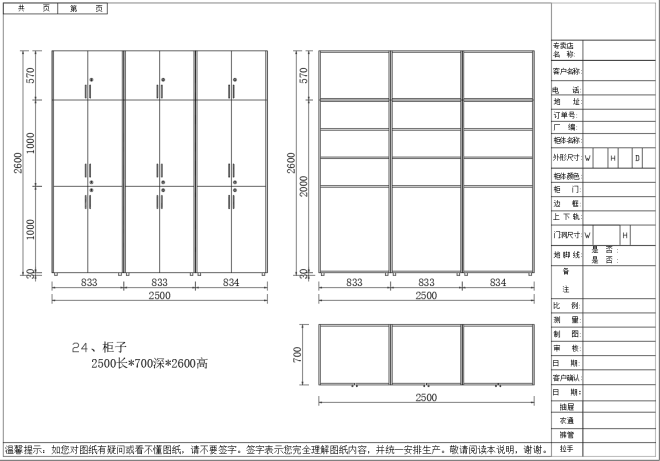 共 页 第 页
570
1000
2600
1000
30
833 833 834
2500
2600
2000
30
833 833 834
2500
700
2500
24、柜子
2500长*700深*2600高
专卖店
名 称:
客户名称:
电 话:
地 址:
订单号:
厂 编:
柜体名称:
外形尺寸: W H D
柜体颜色:
柜 门:
边 框:
上下轨:
门洞尺寸: W H
地脚线: 是 否:
是 否:
备
注
比 例:
测 量:
制 图:
审 核:
日 期:
客户确认:
日 期:
抽屉
衣通
裤管
拉手
温馨提示: 如您对图纸有疑问或看不懂图纸, 请不要签字。签字表示您完全理解图纸内容, 并统一安排生产。敬请阅读本说明, 谢谢。